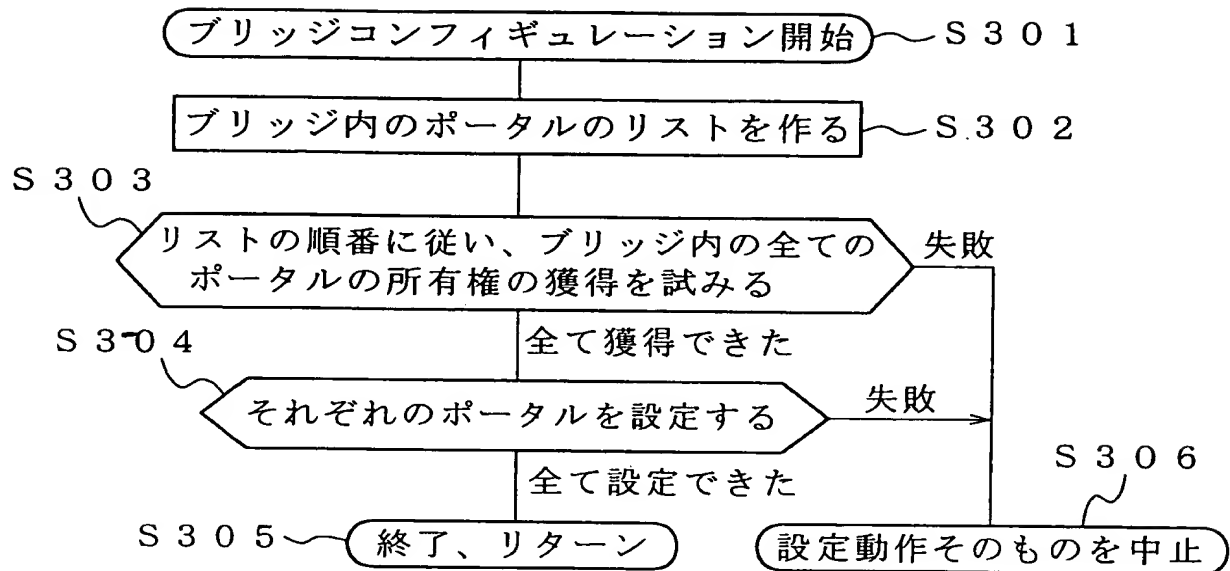 ブリッジコンフィギュレーション開始
S301
ブリッジ内のポータルのリストを作る
S.302
S303
リストの順番に従い、ブリッジ内の全ての
ポータルの所有権の獲得を試みる
失敗
全て獲得できた
S304
それぞれのポータルを設定する
失敗
全て設定できた
S306
S305
終了、リターン
設定動作そのものを中止